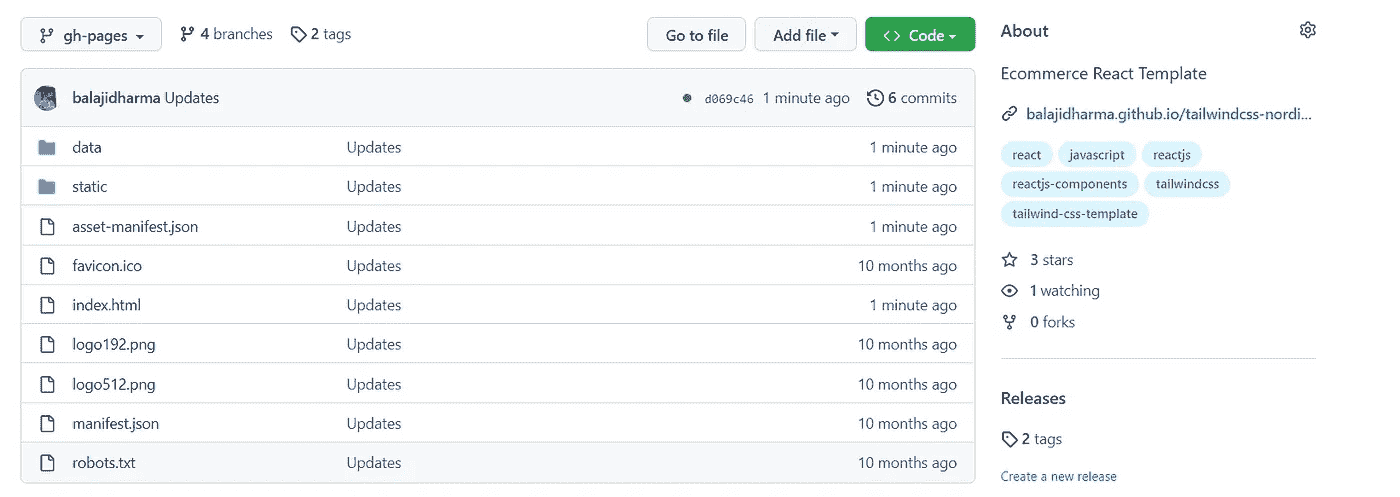 gh-pages 4 branches 2 tags Go to file Add file <> Code
balajidharma Updates d069c46 1 minute ago 6 commits
data Updates 1 minute ago
static Updates 1 minute ago
asset-manifest.json Updates 1 minute ago
favicon.ico Updates 10 months ago
index.html Updates 1 minute ago
logo192.png Updates 10 months ago
logo512.png Updates 10 months ago
manifest.json Updates 10 months ago
robots.txt Updates 10 months ago
About
Ecommerce React Template
balajidharma.github.io/tailwindcss-nordi...
react javascript reactjs
reactjs-components tailwindcss
tailwind-css-template
3 stars
1 watching
0 forks
Releases
2 tags
Create a new release